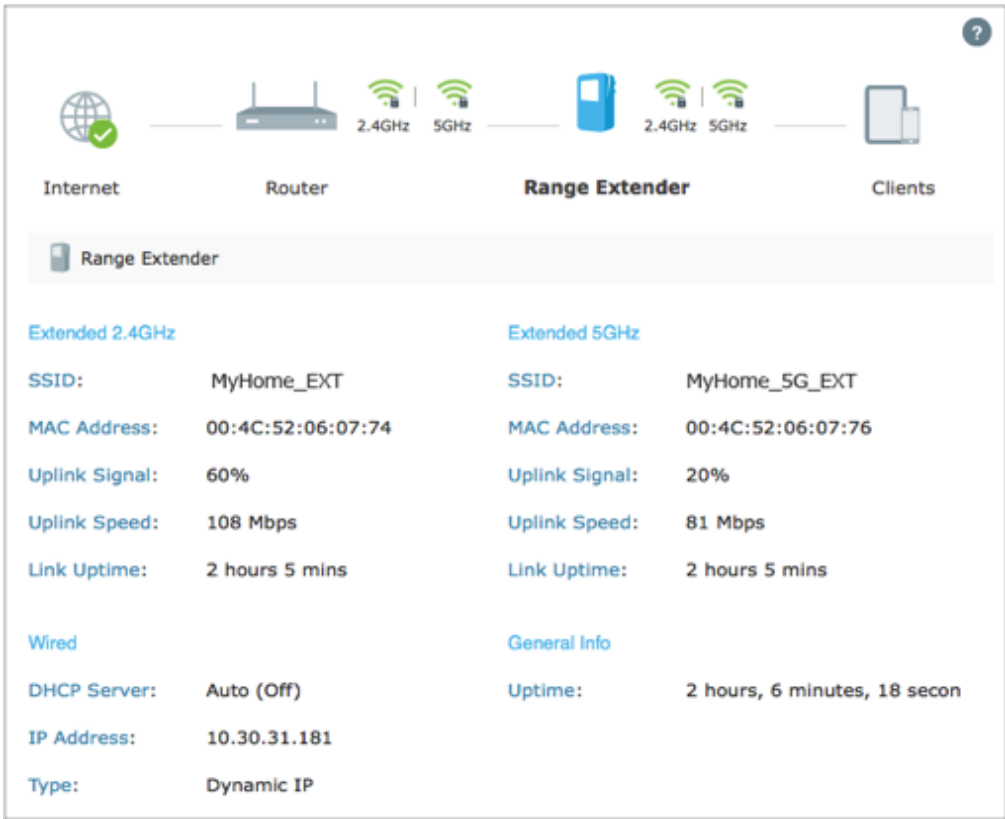 ?
2.4GHz 5GHz 2.4GHz 5GHz
Internet Router Range Extender Clients
Range Extender
Extended 2.4GHz
SSID: MyHome_EXT
MAC Address: 00:4C:52:06:07:74
Uplink Signal: 60%
Uplink Speed: 108 Mbps
Link Uptime: 2 hours 5 mins
Extended 5GHz
SSID: MyHome_5G_EXT
MAC Address: 00:4C:52:06:07:76
Uplink Signal: 20%
Uplink Speed: 81 Mbps
Link Uptime: 2 hours 5 mins
Wired
DHCP Server: Auto (Off)
IP Address: 10.30.31.181
Type: Dynamic IP
General Info
Uptime: 2 hours, 6 minutes, 18 secon